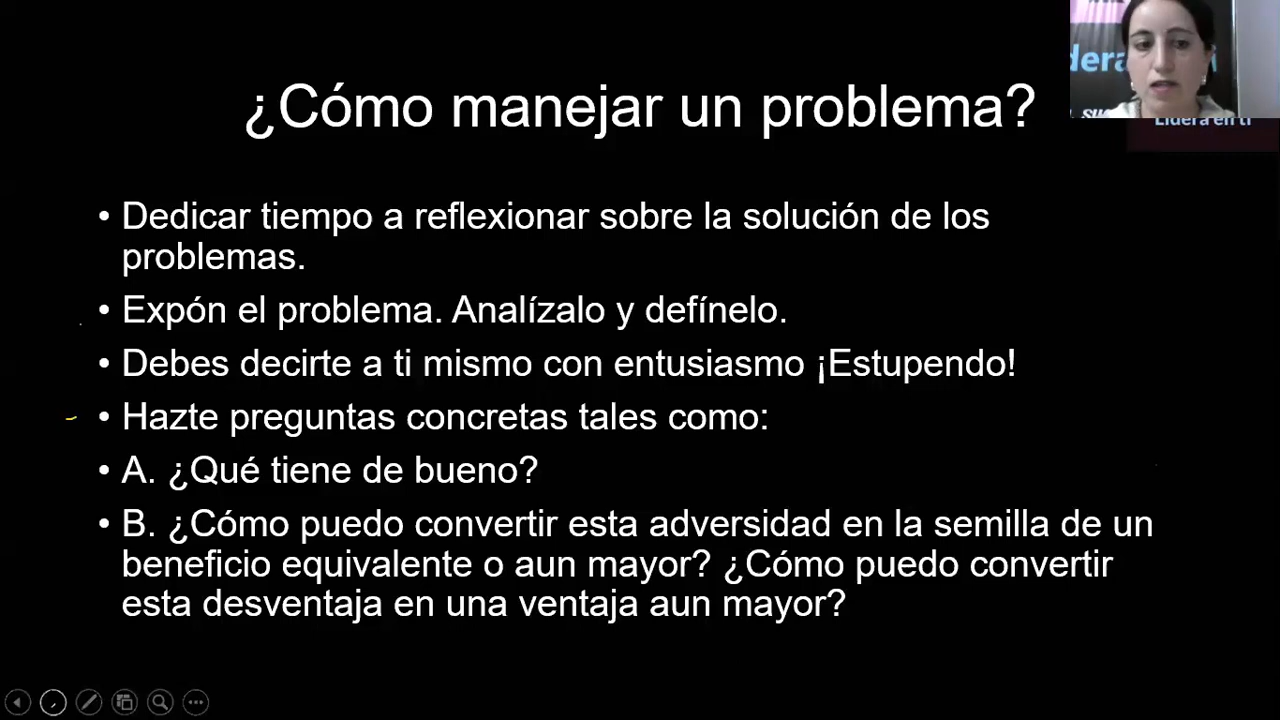 ¿Cómo manejar un problema?
Lidera en ti
• Dedicar tiempo a reflexionar sobre la solución de los
problemas.
• Expón el problema. Analízalo y defínelo.
• Debes decirte a ti mismo con entusiasmo ¡Estupendo!
• Hazte preguntas concretas tales como:
• A. ¿Qué tiene de bueno?
• B. ¿Cómo puedo convertir esta adversidad en la semilla de un
beneficio equivalente o aun mayor? ¿Cómo puedo convertir
esta desventaja en una ventaja aun mayor?